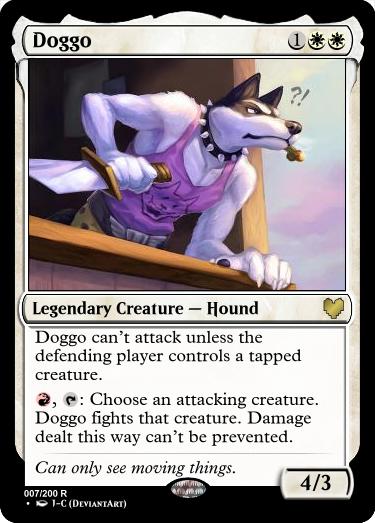 Doggo 1
?!
Legendary Creature — Hound
Doggo can't attack unless the
defending player controls a tapped
creature.
, : Choose an attacking creature.
Doggo fights that creature. Damage
dealt this way can't be prevented.
Can only see moving things.
4/3
007/200 R
• J-C (DeviantArt)